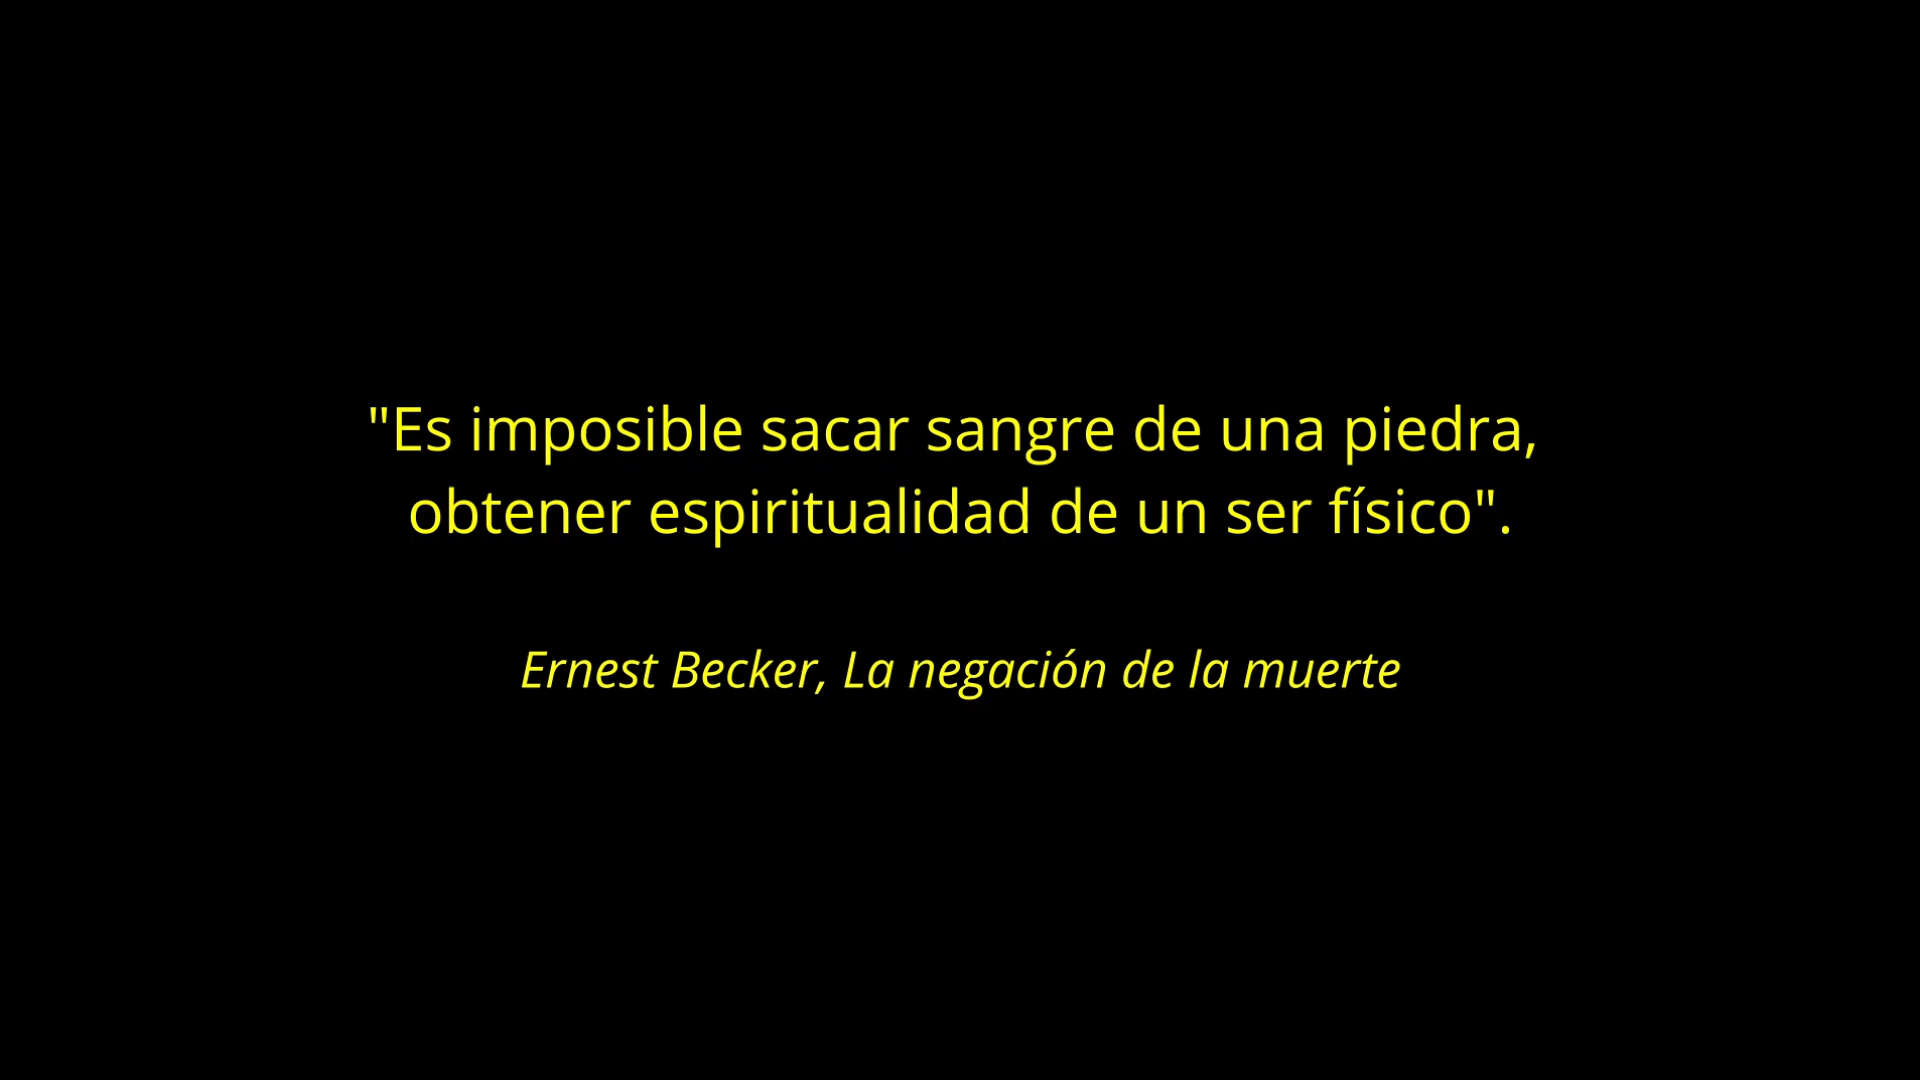 "Es imposible sacar sangre de una piedra,
obtener espiritualidad de un ser físico".
Ernest Becker, La negación de la muerte